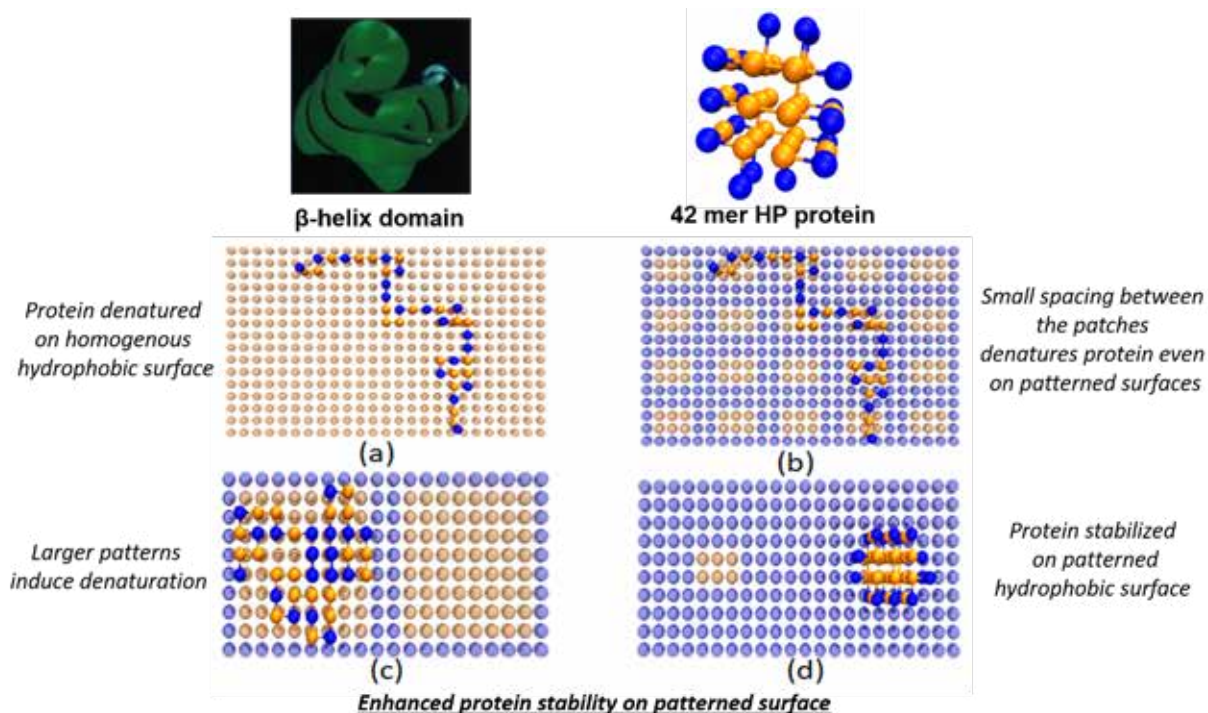 β-helix domain
42 mer HP protein
Protein denatured
on homogenous
hydrophobic surface
Small spacing between
the patches
denatures protein even
on patterned surfaces
(a)
(b)
Larger patterns
induce denaturation
Protein stabilized
on patterned
hydrophobic surface
(c)
(d)
Enhanced protein stability on patterned surface